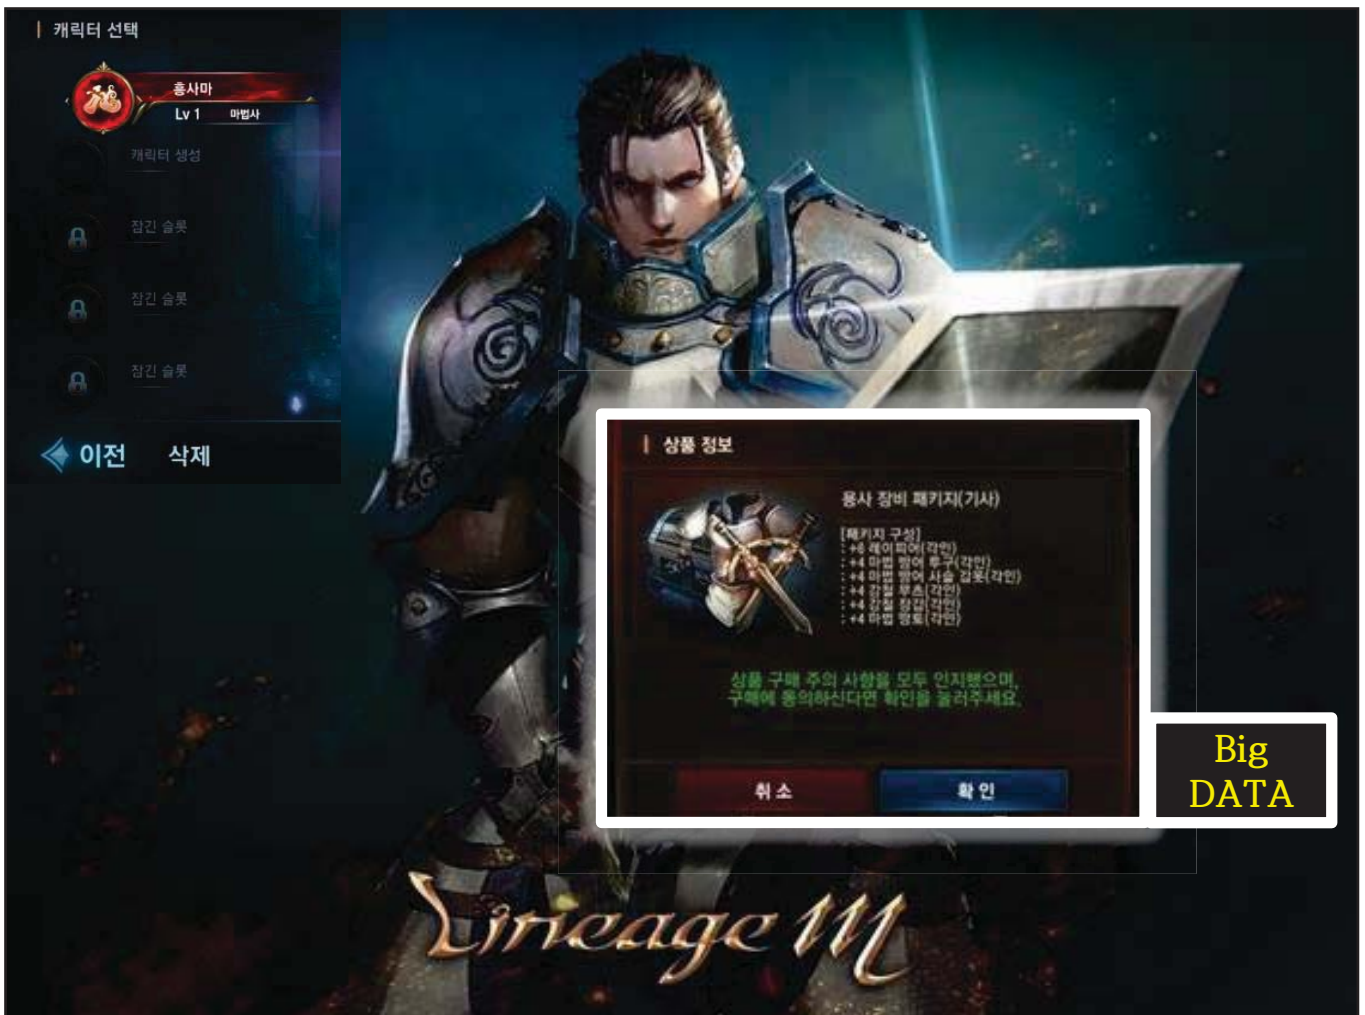 캐릭터 선택
홍사마
Lv 1 마법사
캐릭터 생성
잠긴 슬롯
잠긴 슬롯
잠긴 슬롯
이전 삭제
상품 정보
용사 장비 패키지(기사)
[패키지 구성]
: +6 레이피어(각인)
: +4 마법 방어 투구(각인)
: +4 마법 방어 사슬 갑옷(각인)
: +4 강철 부츠(각인)
: +4 강철 장갑(각인)
: +4 마법 망토(각인)
상품 구매 주의 사항을 모두 인지했으며,
구매에 동의하신다면 확인을 눌러주세요.
취소 확인
Big
DATA
Lineage M